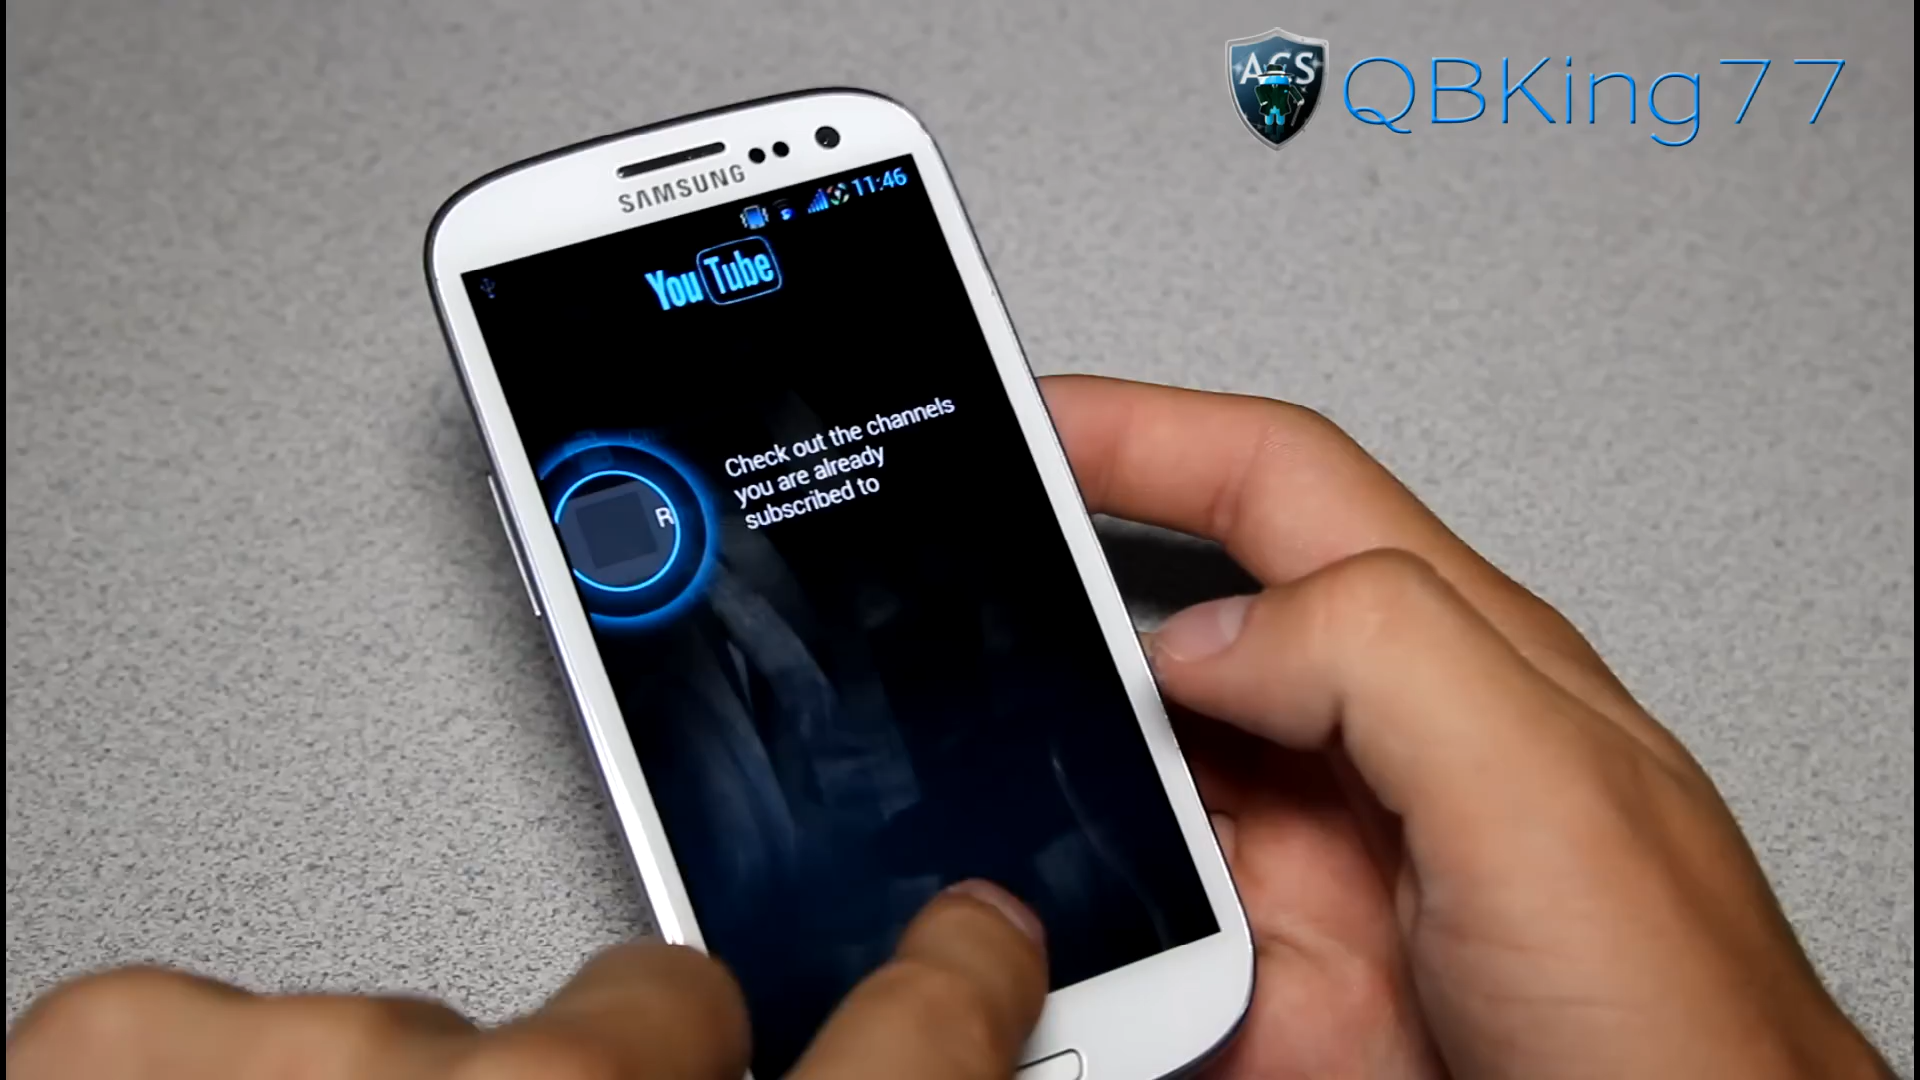 ACS QBKing77
SAMSUNG
11:46
YouTube
Check out the channels
you are already
subscribed to
R